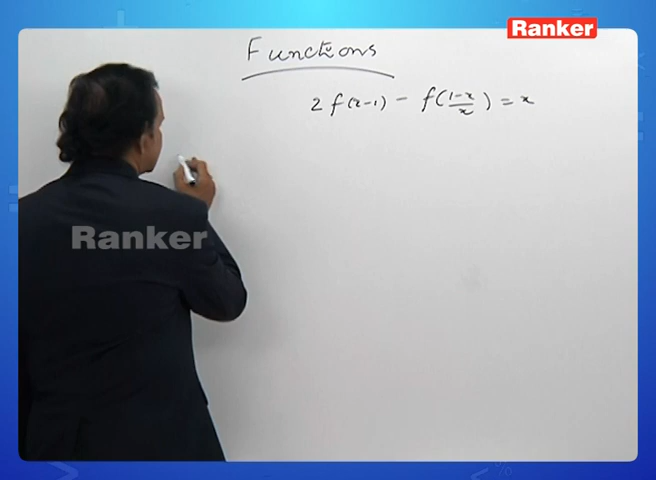 Ranker
Functions
2f(x-1) - f(1-x/x) = x
Ranker